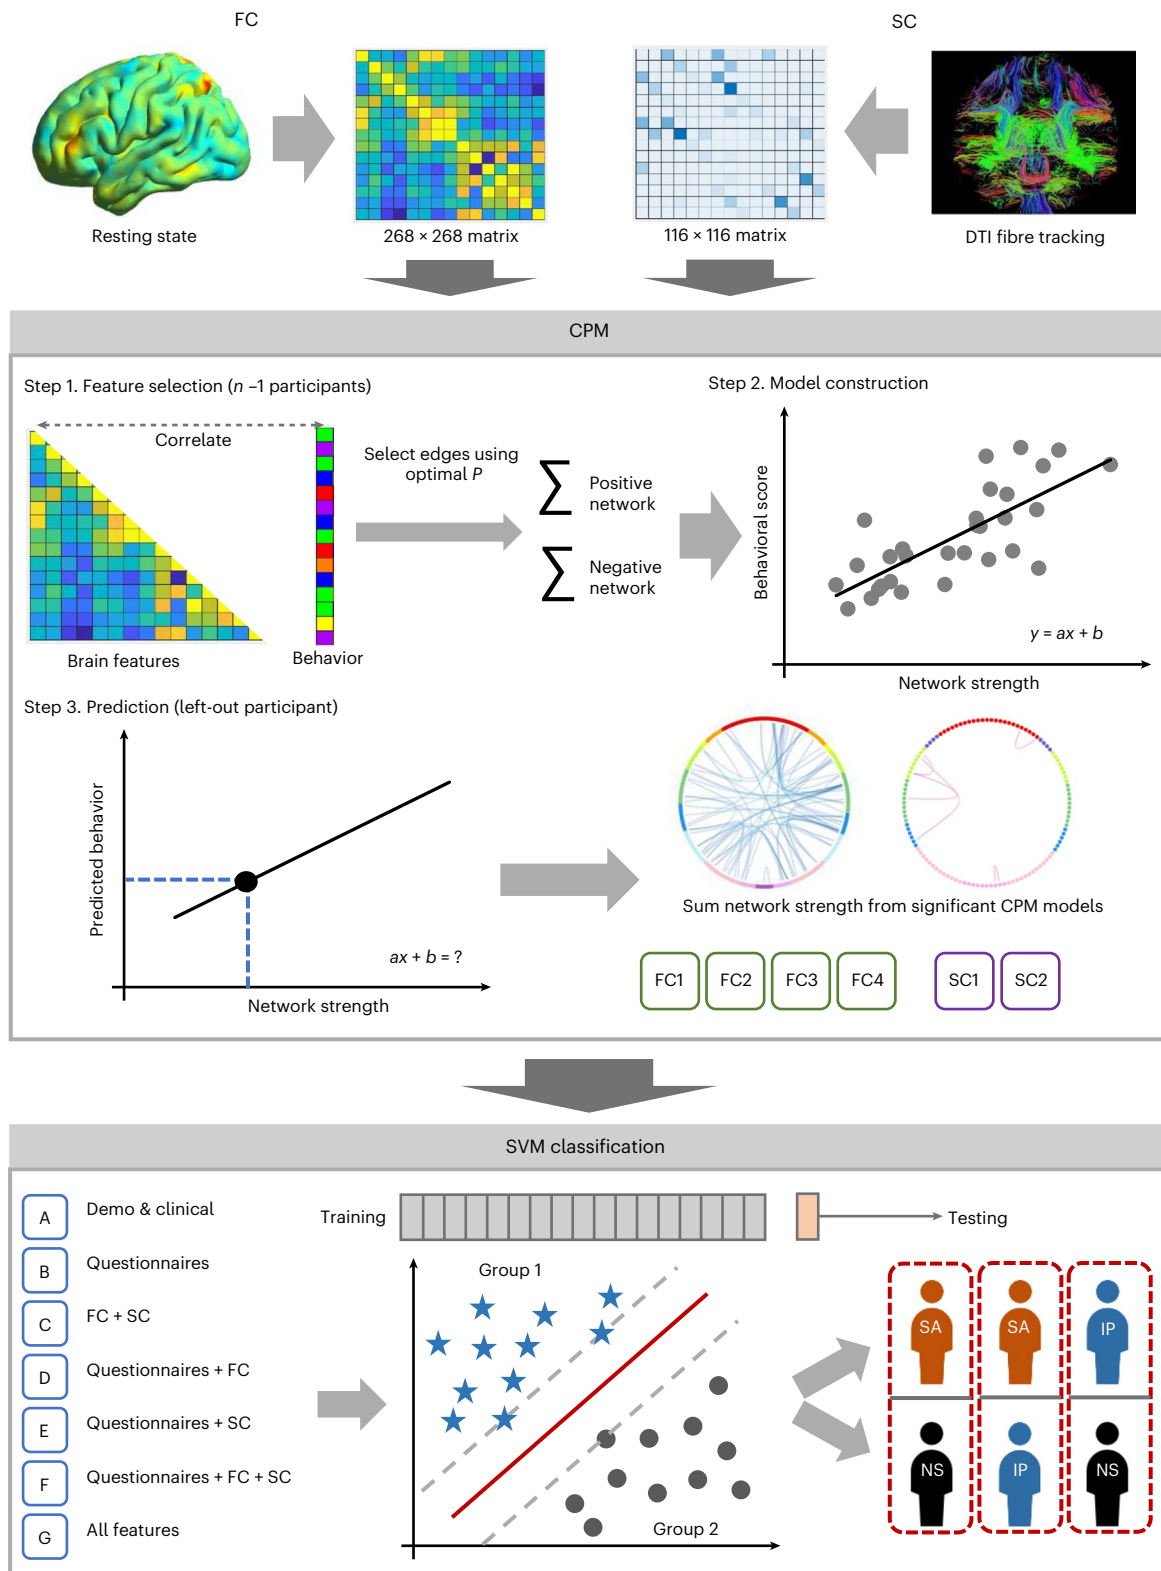 FC
SC
Resting state
268 × 268 matrix
116 × 116 matrix
DTI fibre tracking
CPM
Step 1. Feature selection (n –1 participants)
Correlate
Brain features
Behavior
Select edges using
optimal P
∑ Positive
network
∑ Negative
network
Step 2. Model construction
Behavioral score
y = ax + b
Network strength
Step 3. Prediction (left-out participant)
Predicted behavior
ax + b = ?
Network strength
Sum network strength from significant CPM models
FC1 FC2 FC3 FC4 SC1 SC2
SVM classification
A Demo & clinical
B Questionnaires
C FC + SC
D Questionnaires + FC
E Questionnaires + SC
F Questionnaires + FC + SC
G All features
Training
Testing
Group 1
Group 2
SA SA IP
NS IP NS